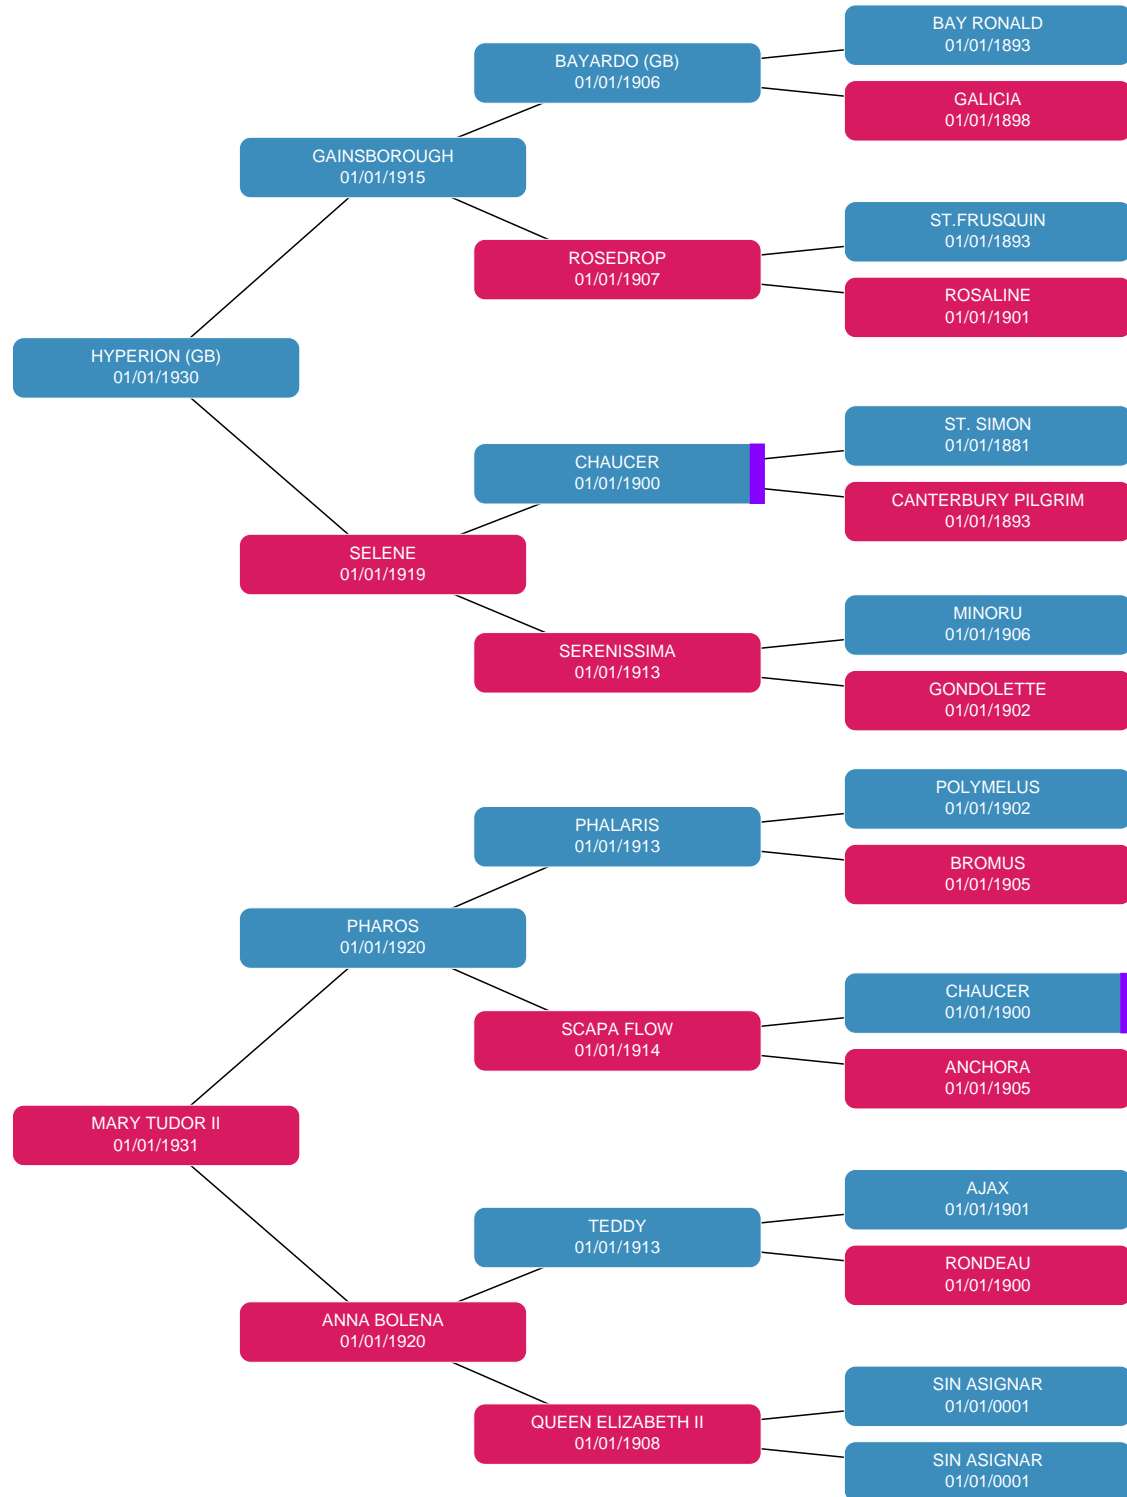 BAY RONALD
01/01/1893
BAYARDO (GB)
01/01/1906
GALICIA
01/01/1898
GAINSBOROUGH
01/01/1915
ST.FRUSQUIN
01/01/1893
ROSEDROP
01/01/1907
ROSALINE
01/01/1901
HYPERION (GB)
01/01/1930
ST. SIMON
01/01/1881
CHAUCER
01/01/1900
CANTERBURY PILGRIM
01/01/1893
SELENE
01/01/1919
MINORU
01/01/1906
SERENISSIMA
01/01/1913
GONDOLETTE
01/01/1902
POLYMELUS
01/01/1902
PHALARIS
01/01/1913
BROMUS
01/01/1905
PHAROS
01/01/1920
CHAUCER
01/01/1900
SCAPA FLOW
01/01/1914
ANCHORA
01/01/1905
MARY TUDOR II
01/01/1931
AJAX
01/01/1901
TEDDY
01/01/1913
RONDEAU
01/01/1900
ANNA BOLENA
01/01/1920
SIN ASIGNAR
01/01/0001
QUEEN ELIZABETH II
01/01/1908
SIN ASIGNAR
01/01/0001